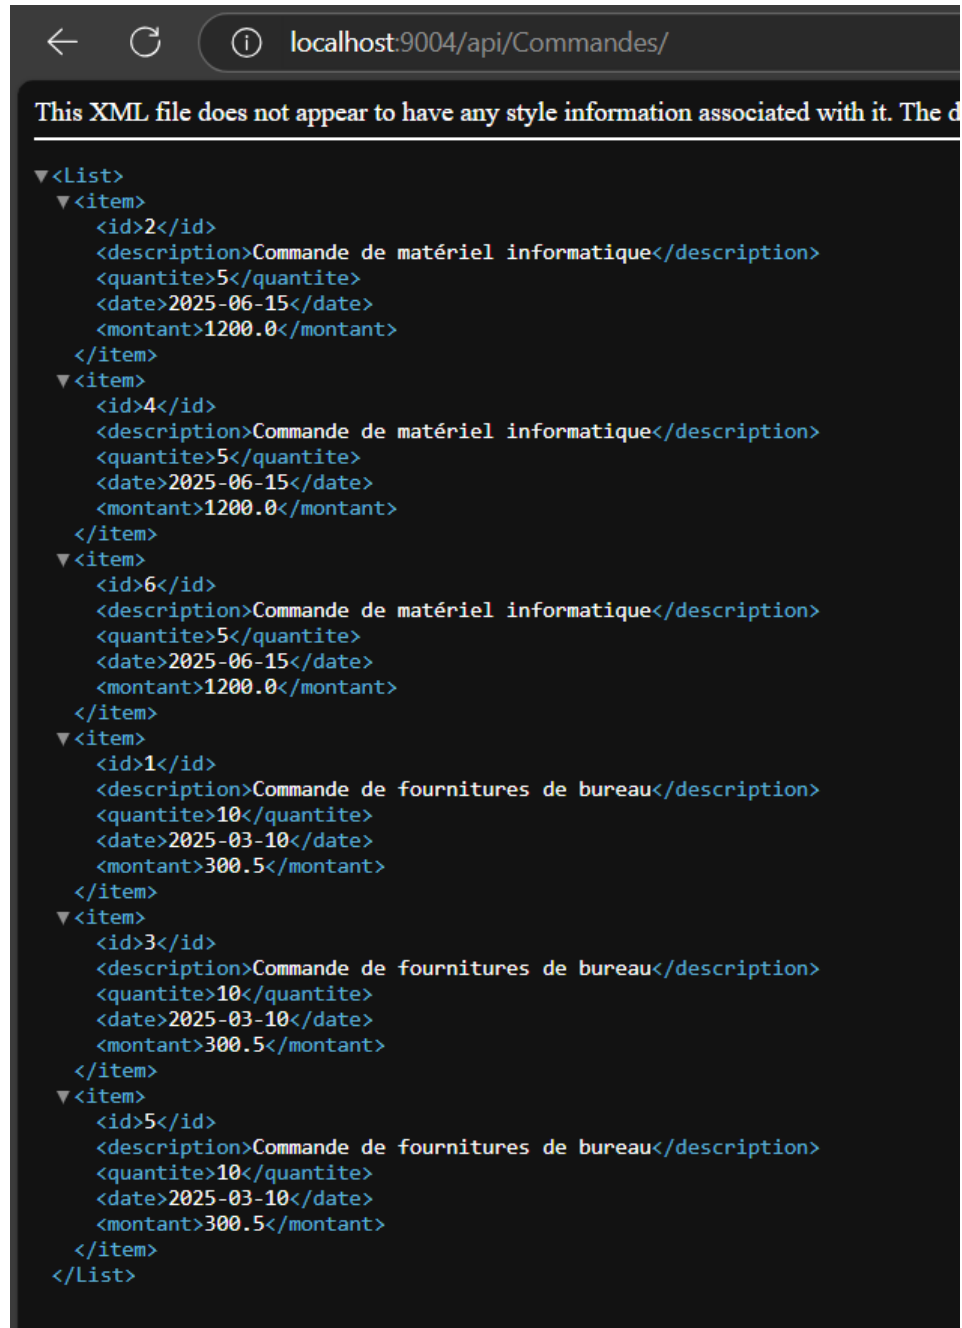 localhost:9004/api/Commandes/
This XML file does not appear to have any style information associated with it. The d
▼<List>
▼<item>
<id>2</id>
<description>Commande de matériel informatique</description>
<quantite>5</quantite>
<date>2025-06-15</date>
<montant>1200.0</montant>
</item>
▼<item>
<id>4</id>
<description>Commande de matériel informatique</description>
<quantite>5</quantite>
<date>2025-06-15</date>
<montant>1200.0</montant>
</item>
▼<item>
<id>6</id>
<description>Commande de matériel informatique</description>
<quantite>5</quantite>
<date>2025-06-15</date>
<montant>1200.0</montant>
</item>
▼<item>
<id>1</id>
<description>Commande de fournitures de bureau</description>
<quantite>10</quantite>
<date>2025-03-10</date>
<montant>300.5</montant>
</item>
▼<item>
<id>3</id>
<description>Commande de fournitures de bureau</description>
<quantite>10</quantite>
<date>2025-03-10</date>
<montant>300.5</montant>
</item>
▼<item>
<id>5</id>
<description>Commande de fournitures de bureau</description>
<quantite>10</quantite>
<date>2025-03-10</date>
<montant>300.5</montant>
</item>
</List>